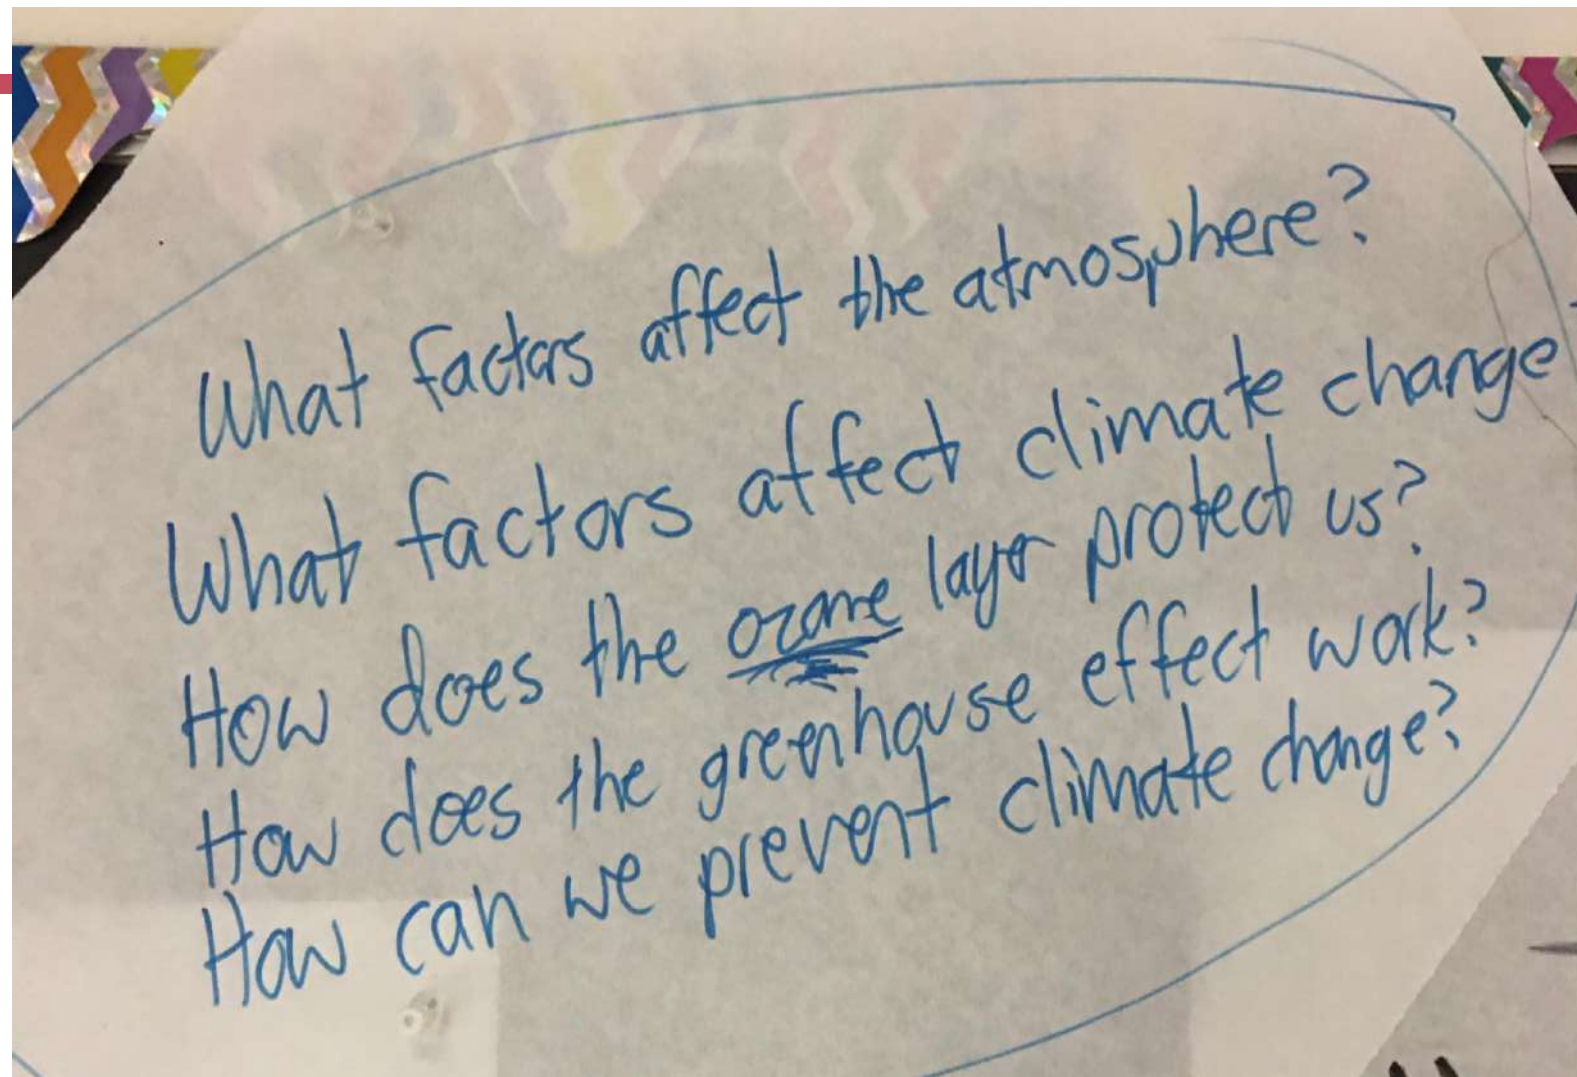 What factors affect the atmosphere?
What factors affect climate change
How does the ozone layer protect us?
How does the greenhouse effect work?
How can we prevent climate change?